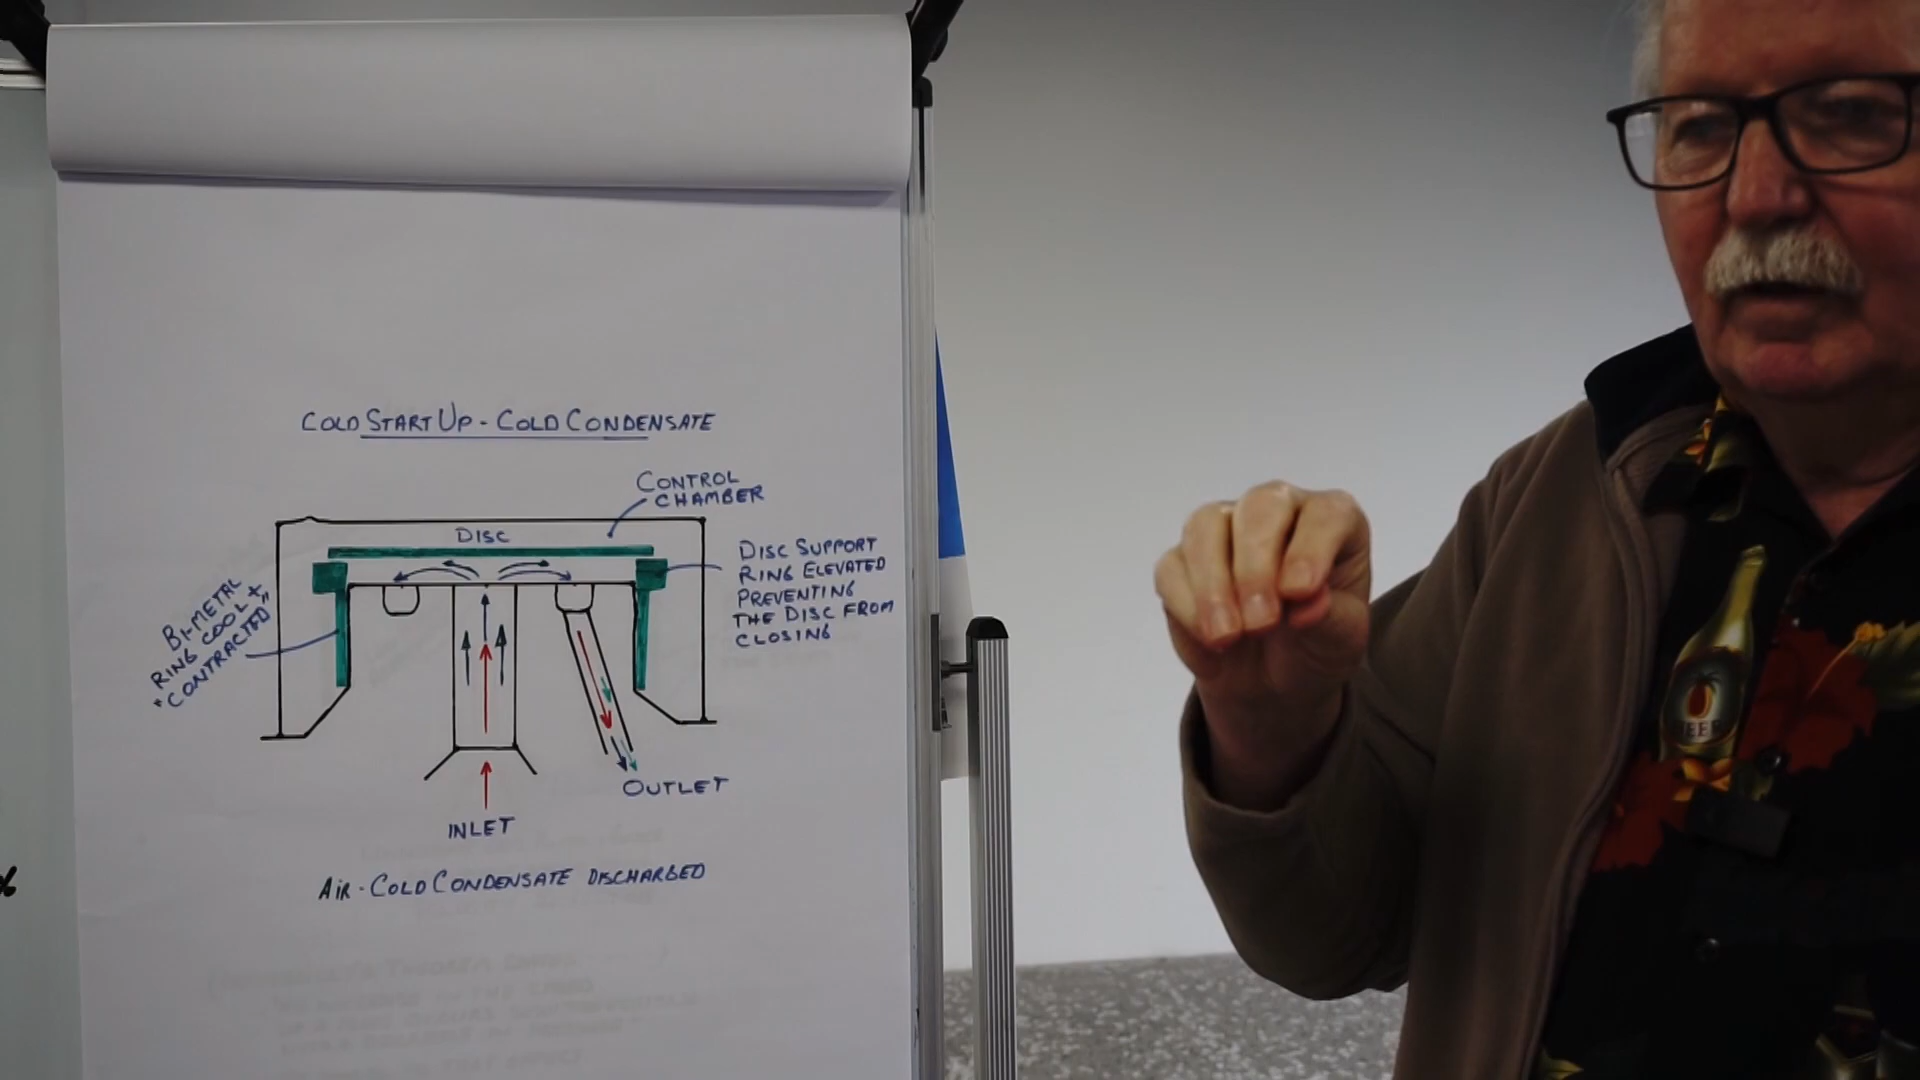 COLD START UP - COLD CONDENSATE
CONTROL
CHAMBER
DISC
DISC SUPPORT
RING ELEVATED
PREVENTING
THE DISC FROM
CLOSING
BI-METAL
RING COOL +
"CONTRACTED"
OUTLET
INLET
AIR - COLD CONDENSATE DISCHARGED
%
BEER